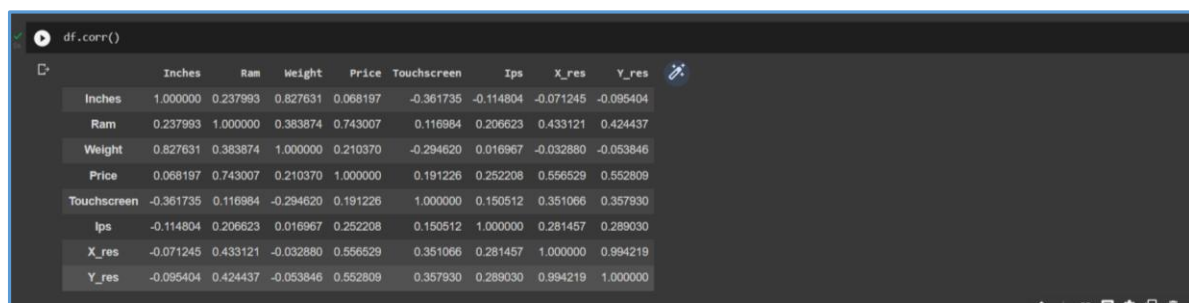 df.corr()
Inches Ram Weight Price Touchscreen Ips X_res Y_res
Inches 1.000000 0.237993 0.827631 0.068197 -0.361735 -0.114804 -0.071245 -0.095404
Ram 0.237993 1.000000 0.383874 0.743007 0.116984 0.206623 0.433121 0.424437
Weight 0.827631 0.383874 1.000000 0.210370 -0.294620 0.016967 -0.032880 -0.053846
Price 0.068197 0.743007 0.210370 1.000000 0.191226 0.252208 0.556529 0.552809
Touchscreen -0.361735 0.116984 -0.294620 0.191226 1.000000 0.150512 0.351066 0.357930
Ips -0.114804 0.206623 0.016967 0.252208 0.150512 1.000000 0.281457 0.289030
X_res -0.071245 0.433121 -0.032880 0.556529 0.351066 0.281457 1.000000 0.994219
Y_res -0.095404 0.424437 -0.053846 0.552809 0.357930 0.289030 0.994219 1.000000